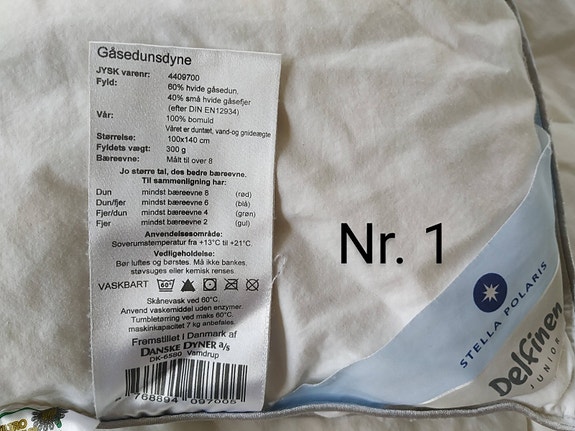 Gåsedunsdyne
JYSK varenr: 4409700
Fyld: 60% hvide gåsedun.
40% små hvide gåsefjer
(efter DIN EN12934)
Vår: 100% bomuld
Våret er duntæt, vand-og gnideægte
Størrelse: 100x140 cm
Fyldets vægt: 300 g
Bæreevne: Målt til over 8
Jo større tal, des bedre bæreevne.
Til sammenligning har:
Dun mindst bæreevne 8 (rød)
Dun/fjer mindst bæreevne 6 (blå)
Fjer/dun mindst bæreevne 4 (grøn)
Fjer mindst bæreevne 2 (gul)
Anvendelsesområde:
Soverumstemperatur fra +13°C til +21°C.
Vedligeholdelse:
Bør luftes og børstes. Må ikke bankes,
støvsuges eller kemisk renses.
VASKBART 60°
Skånevask ved 60°C.
Anvend vaskemiddel uden enzymer.
Tumbletørring ved maks 60°C.
maskinkapacitet 7 kg anbefales.
Fremstillet i Danmark af
DANSKE DYNER a/s
DK-6580 Vamdrup
768894 097005
Nr. 1
STELLA POLARIS
Delfinen
JUNIOR